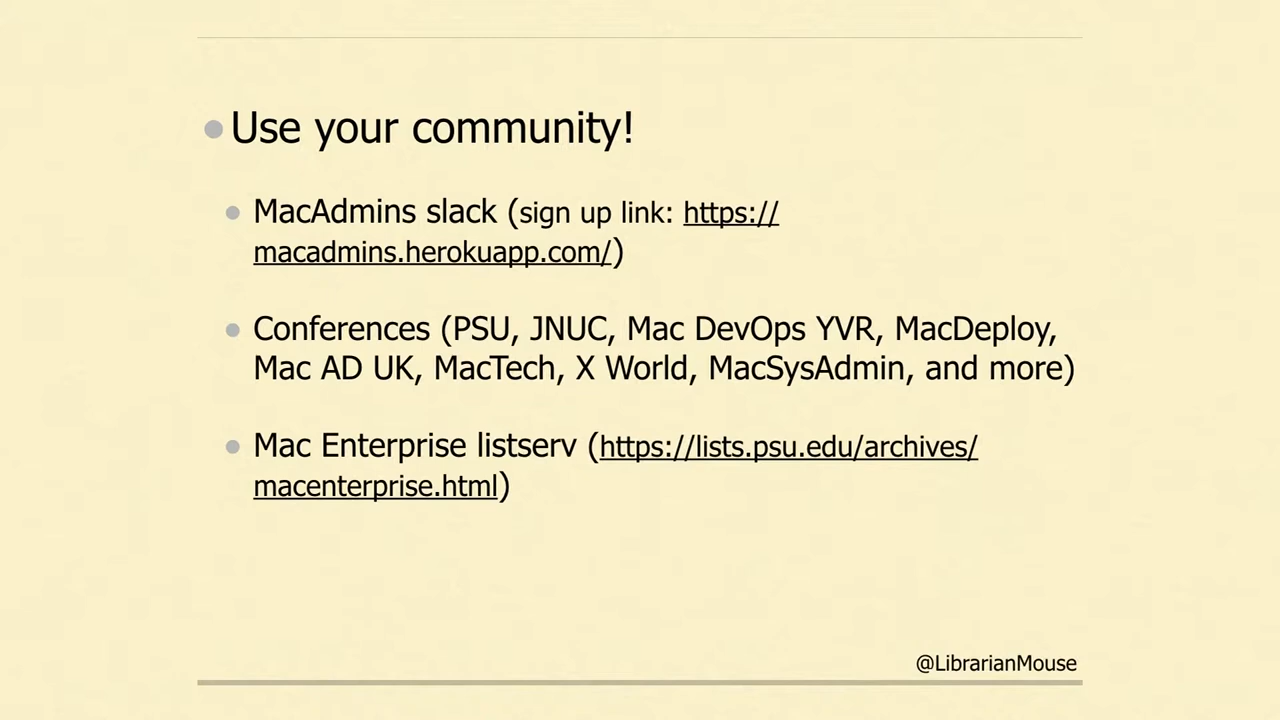 Use your community!
MacAdmins slack (sign up link: https://
macadmins.herokuapp.com/)
Conferences (PSU, JNUC, Mac DevOps YVR, MacDeploy,
Mac AD UK, MacTech, X World, MacSysAdmin, and more)
Mac Enterprise listserv (https://lists.psu.edu/archives/
macenterprise.html)
@LibrarianMouse